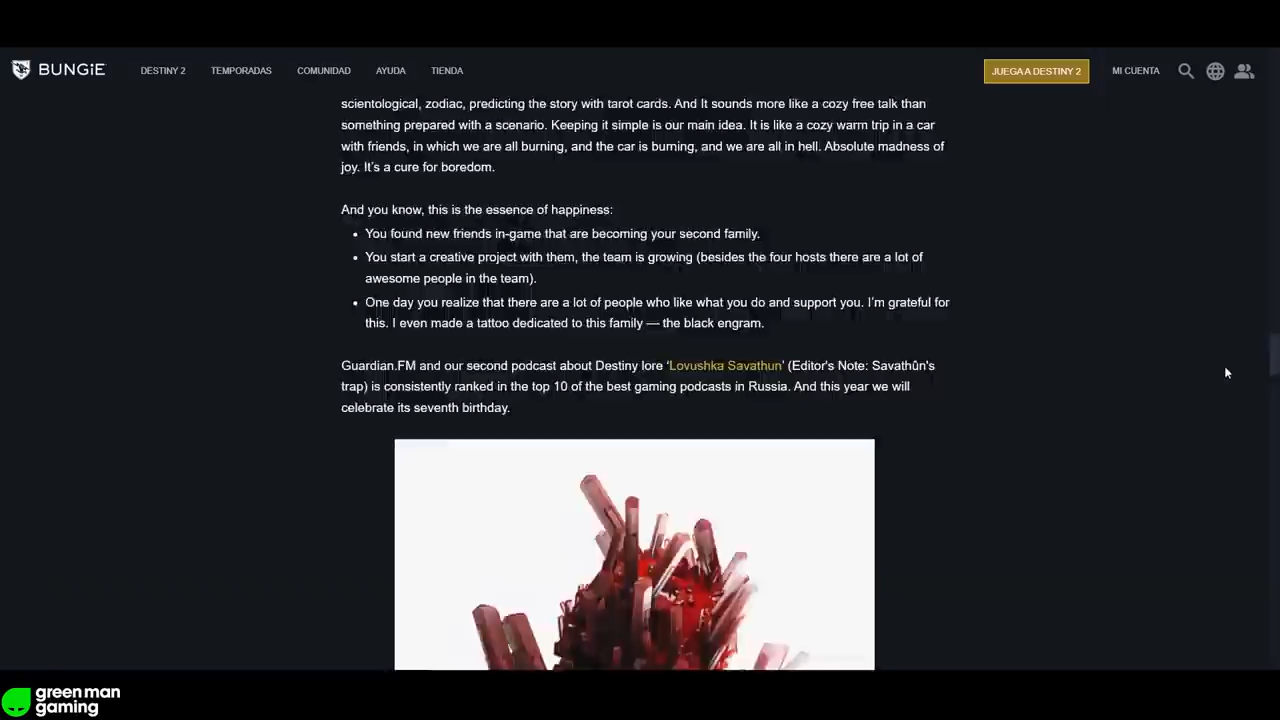 BUNGiE
DESTINY 2
TEMPORADAS
COMUNIDAD
AYUDA
TIENDA
JUEGA A DESTINY 2
MI CUENTA
scientological, zodiac, predicting the story with tarot cards. And It sounds more like a cozy free talk than
something prepared with a scenario. Keeping it simple is our main idea. It is like a cozy warm trip in a car
with friends, in which we are all burning, and the car is burning, and we are all in hell. Absolute madness of
joy. It’s a cure for boredom.
And you know, this is the essence of happiness:
• You found new friends in-game that are becoming your second family.
• You start a creative project with them, the team is growing (besides the four hosts there are a lot of
awesome people in the team).
• One day you realize that there are a lot of people who like what you do and support you. I’m grateful for
this. I even made a tattoo dedicated to this family — the black engram.
Guardian.FM and our second podcast about Destiny lore ‘Lovushka Savathun’ (Editor's Note: Savathûn's
trap) is consistently ranked in the top 10 of the best gaming podcasts in Russia. And this year we will
celebrate its seventh birthday.
green man
gaming